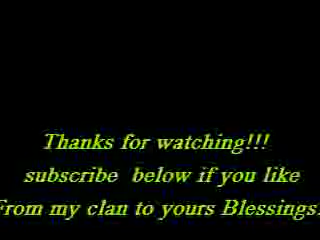 Thanks for watching!!!
subscribe below if you like
From my clan to yours Blessings!